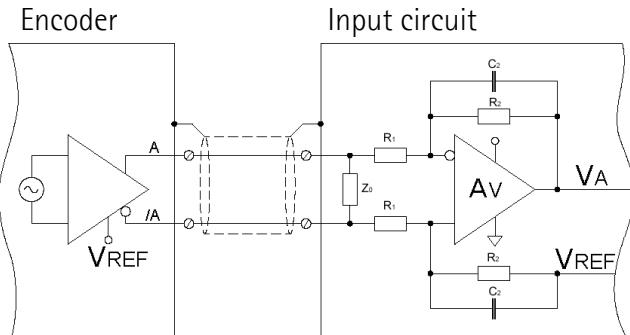 Encoder
Input circuit
C2
R2
R1
A
Z0
AV
VA
/A
R1
VREF
R2
VREF
C2